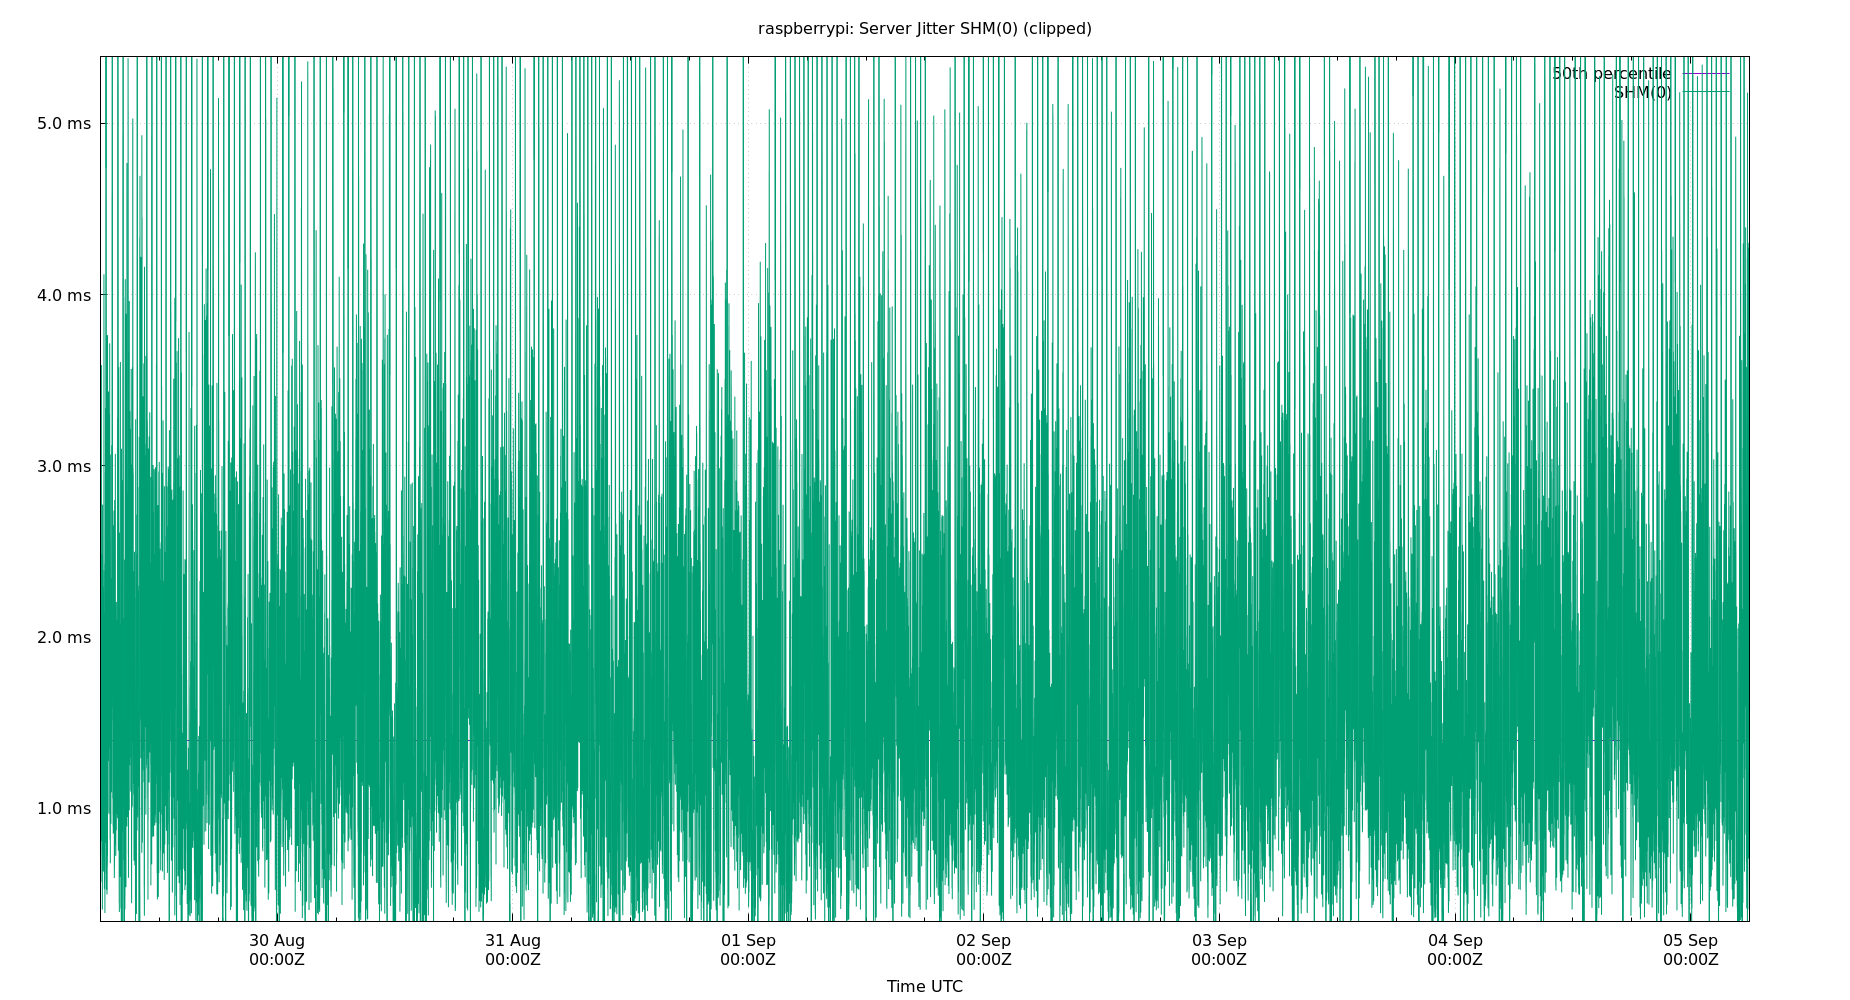 raspberrypi: Server Jitter SHM(0) (clipped)
50th percentile
SHM(0)
5.0 ms
4.0 ms
3.0 ms
2.0 ms
1.0 ms
30 Aug 31 Aug 01 Sep 02 Sep 03 Sep 04 Sep 05 Sep
00:00Z 00:00Z 00:00Z 00:00Z 00:00Z 00:00Z 00:00Z
Time UTC